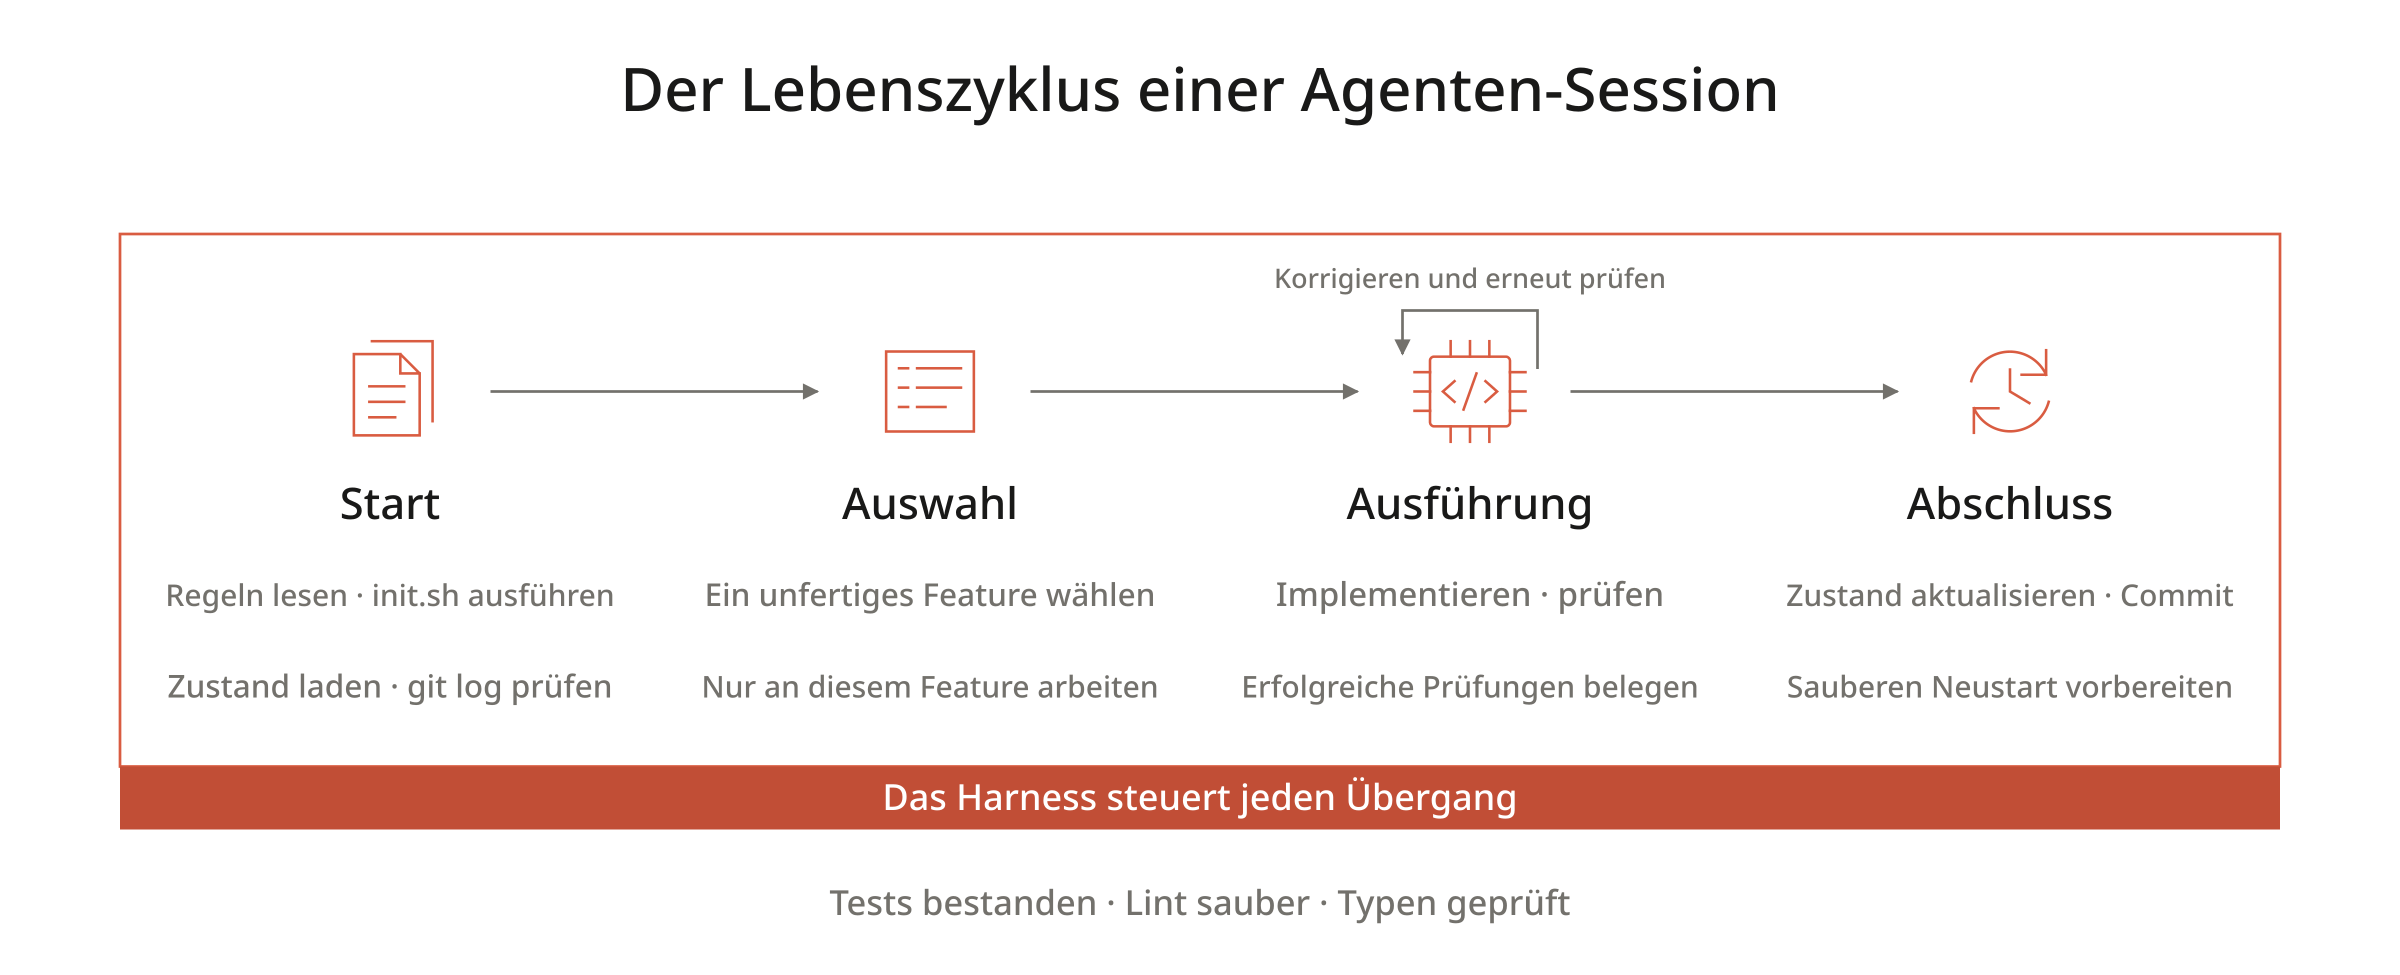 Der Lebenszyklus einer Agenten-Session
Korrigieren und erneut prüfen
Start
Auswahl
Ausführung
Abschluss
Regeln lesen · init.sh ausführen
Ein unfertiges Feature wählen
Implementieren · prüfen
Zustand aktualisieren · Commit
Zustand laden · git log prüfen
Nur an diesem Feature arbeiten
Erfolgreiche Prüfungen belegen
Sauberen Neustart vorbereiten
Das Harness steuert jeden Übergang
Tests bestanden · Lint sauber · Typen geprüft